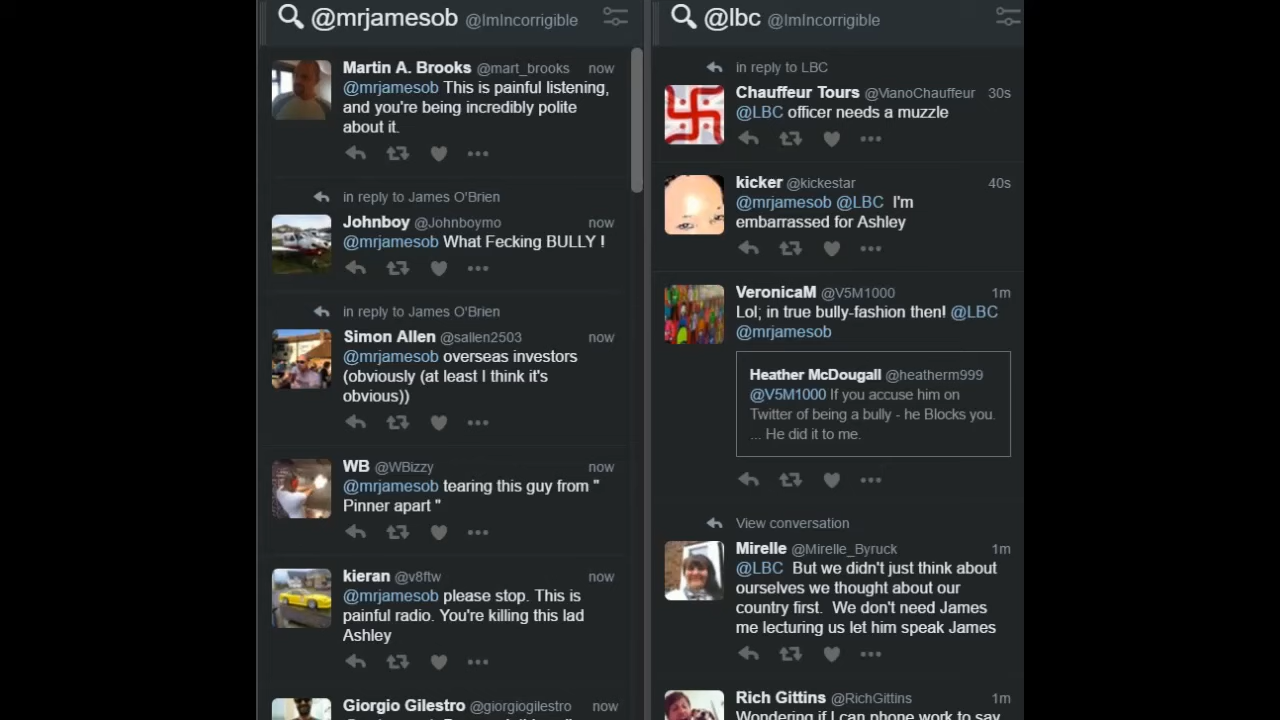 @mrjamesob @ImIncorrigible
Martin A. Brooks @mart_brooks now
@mrjamesob This is painful listening,
and you're being incredibly polite
about it.
in reply to James O'Brien
Johnboy @Johnboymo now
@mrjamesob What Fecking BULLY !
in reply to James O'Brien
Simon Allen @sallen2503 now
@mrjamesob overseas investors
(obviously (at least I think it's
obvious))
WB @WBizzy now
@mrjamesob tearing this guy from "
Pinner apart "
kieran @v8ftw now
@mrjamesob please stop. This is
painful radio. You're killing this lad
Ashley
Giorgio Gilestro @giorgiogilestro now
@lbc @ImIncorrigible
in reply to LBC
Chauffeur Tours @VianoChauffeur 30s
@LBC officer needs a muzzle
kicker @kickestar 40s
@mrjamesob @LBC I'm
embarrassed for Ashley
VeronicaM @V5M1000 1m
Lol; in true bully-fashion then! @LBC
@mrjamesob
Heather McDougall @heatherm999
@V5M1000 If you accuse him on
Twitter of being a bully - he Blocks you.
... He did it to me.
View conversation
Mirelle @Mirelle_Byruck 1m
@LBC But we didn't just think about
ourselves we thought about our
country first. We don't need James
me lecturing us let him speak James
Rich Gittins @RichGittins 1m
Wondering if I can phone work to say